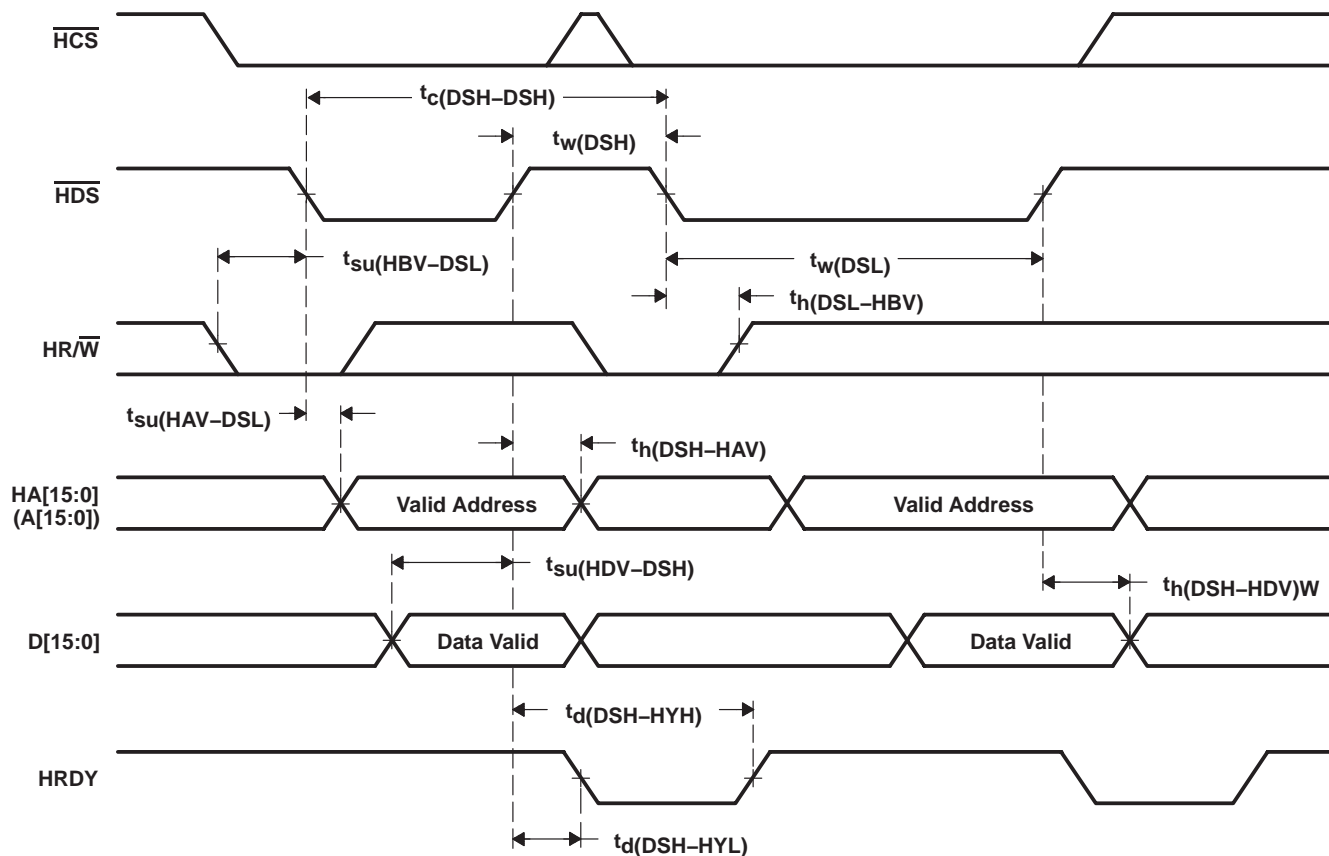 HCS
tc(DSH–DSH)
tw(DSH)
HDS
tsu(HBV–DSL)
tw(DSL)
th(DSL–HBV)
HR/W
tsu(HAV–DSL)
th(DSH–HAV)
HA[15:0]
(A[15:0])
Valid Address
Valid Address
tsu(HDV–DSH)
th(DSH–HDV)W
D[15:0]
Data Valid
Data Valid
td(DSH–HYH)
HRDY
td(DSH–HYL)